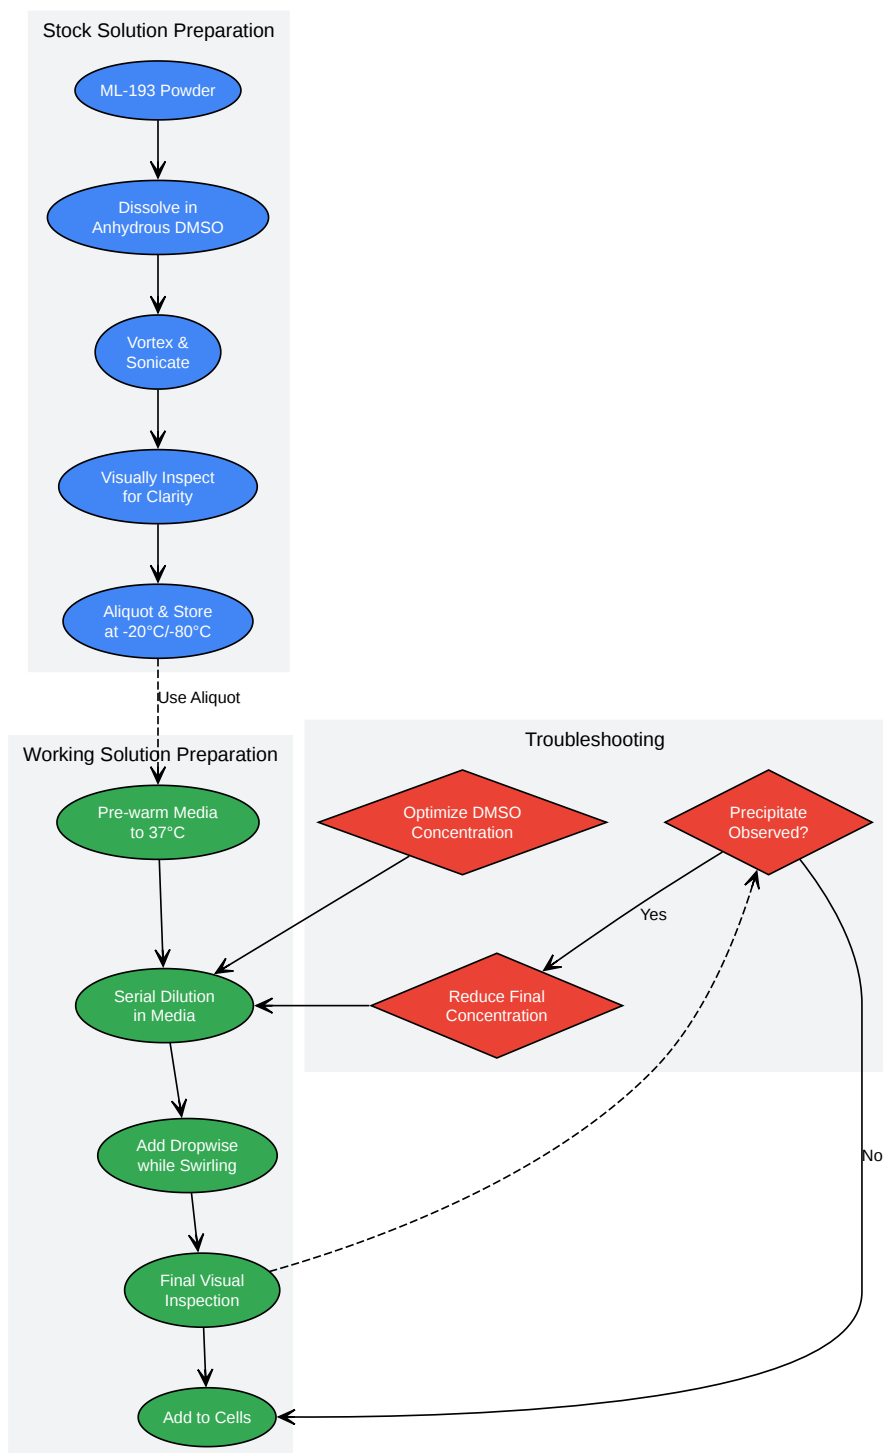 Stock Solution Preparation
ML-193 Powder
Dissolve in
Anhydrous DMSO
Vortex &
Sonicate
Visually Inspect
for Clarity
Aliquot & Store
at -20°C/-80°C
Use Aliquot
Working Solution Preparation
Pre-warm Media
to 37°C
Serial Dilution
in Media
Add Dropwise
while Swirling
Final Visual
Inspection
Add to Cells
Troubleshooting
Optimize DMSO
Concentration
Precipitate
Observed?
Yes
Reduce Final
Concentration
No